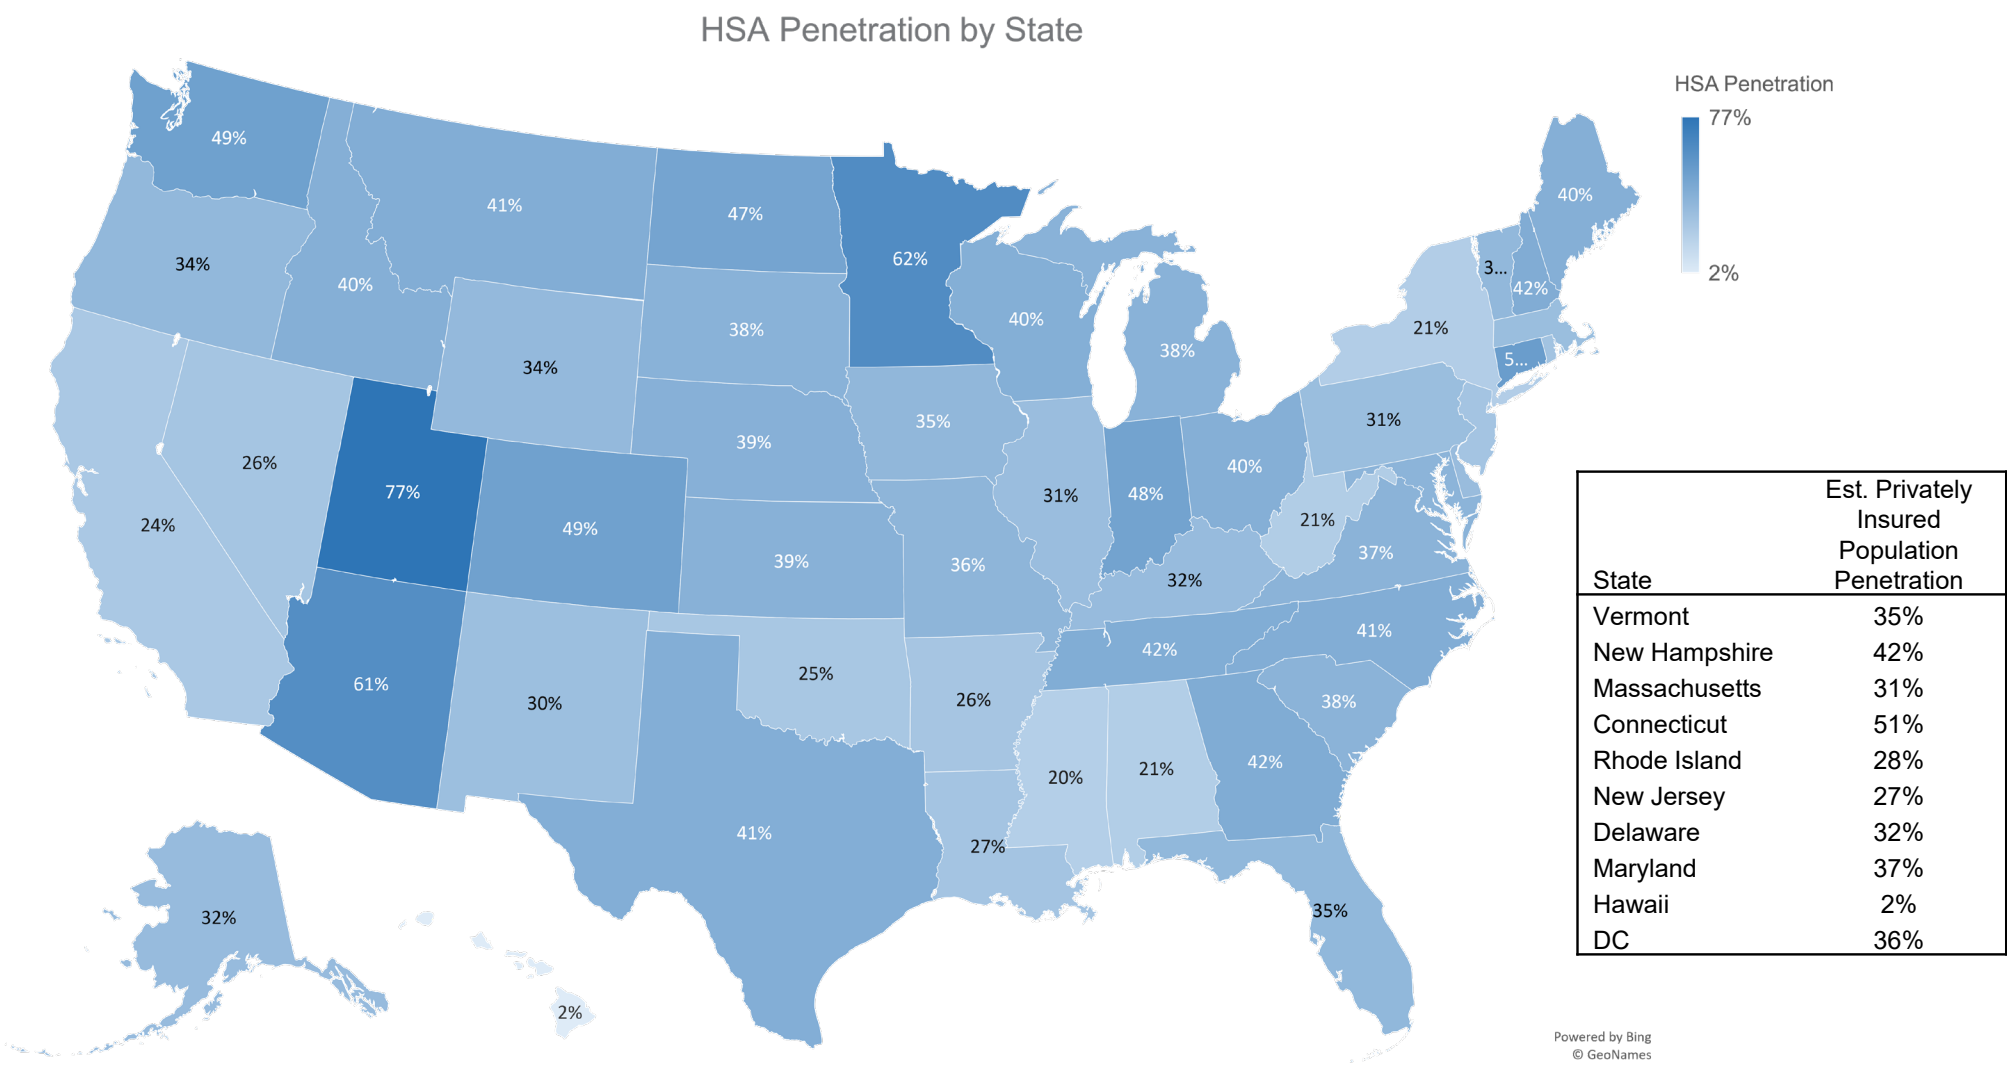 HSA Penetration by State
HSA Penetration
77%
2%
49%
41%
47%
62%
40%
34%
40%
38%
40%
38%
3...
42%
21%
5...
34%
35%
31%
39%
26%
77%
24%
49%
39%
36%
31%
48%
40%
21%
37%
32%
41%
42%
61%
30%
25%
26%
38%
20%
21%
42%
41%
27%
35%
32%
2%
State Est. Privately
Insured
Population
Penetration
Vermont 35%
New Hampshire 42%
Massachusetts 31%
Connecticut 51%
Rhode Island 28%
New Jersey 27%
Delaware 32%
Maryland 37%
Hawaii 2%
DC 36%
Powered by Bing
© GeoNames